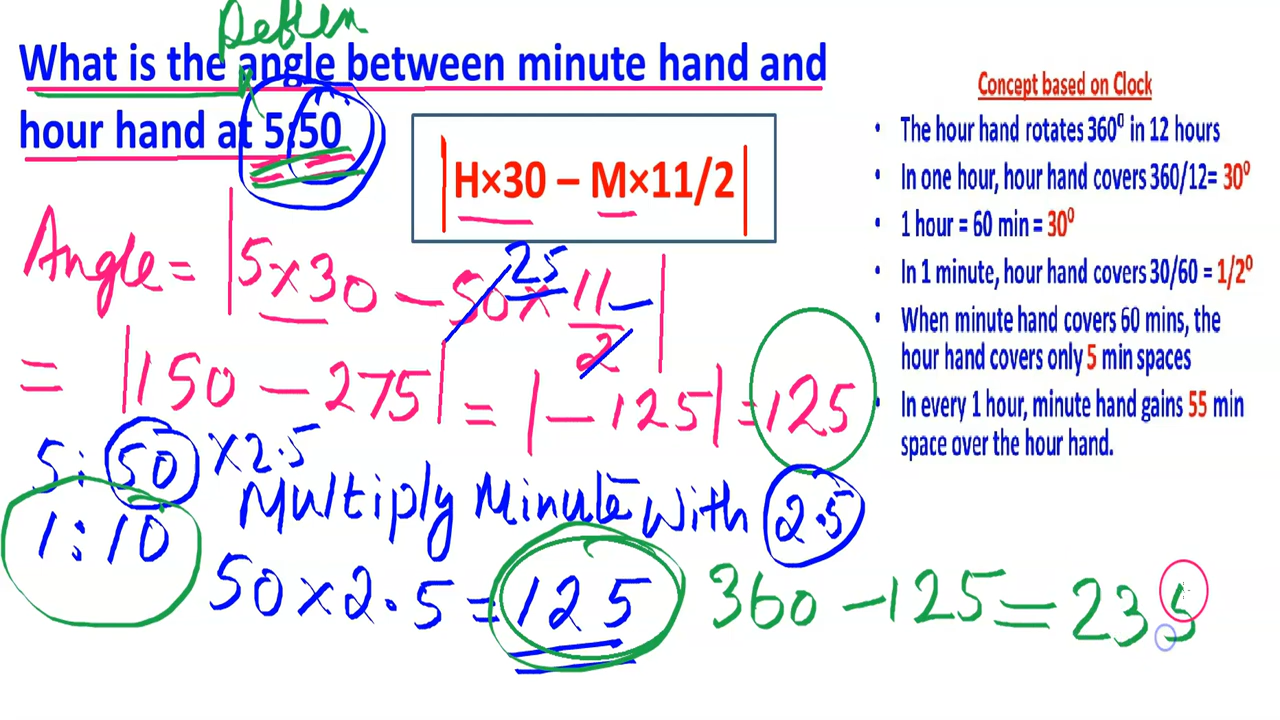 Reflex
What is the angle between minute hand and
hour hand at 5:50
|H×30 – M×11/2|
Angle = |5×30 – 50× 11/2|
25
= |150 – 275| = |–125| = 125
5:50 ×2.5
Multiply Minute with 2.5
1:10
50×2.5 = 125
360 – 125 = 235
Concept based on Clock
• The hour hand rotates 360⁰ in 12 hours
• In one hour, hour hand covers 360/12= 30⁰
• 1 hour = 60 min = 30⁰
• In 1 minute, hour hand covers 30/60 = 1/2⁰
• When minute hand covers 60 mins, the
hour hand covers only 5 min spaces
• In every 1 hour, minute hand gains 55 min
space over the hour hand.